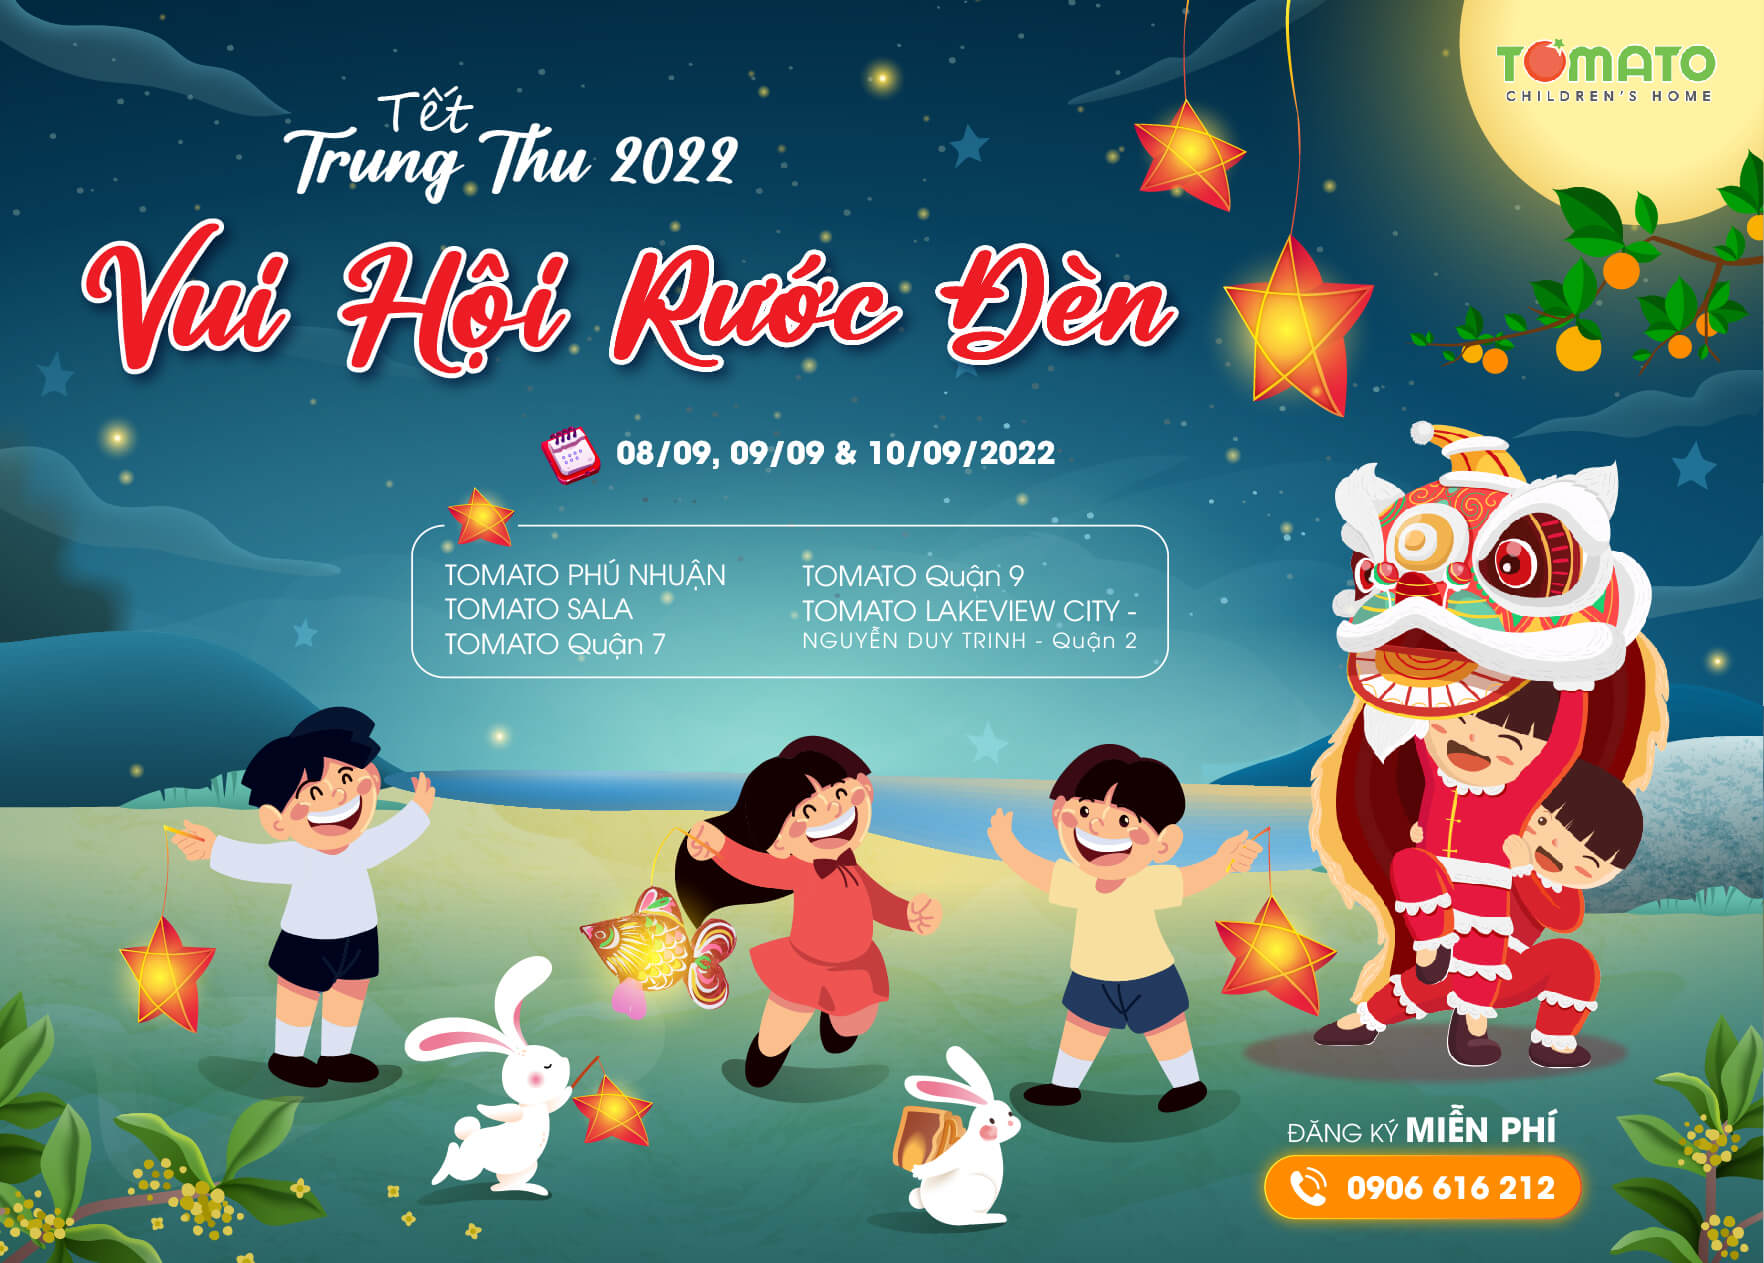 TOMATO
CHILDREN'S HOME
Tết
Trung Thu 2022
Vui Hội Rước Đèn
08/09, 09/09 & 10/09/2022
TOMATO PHÚ NHUẬN
TOMATO SALA
TOMATO Quận 7
TOMATO Quận 9
TOMATO LAKEVIEW CITY -
NGUYỄN DUY TRINH - Quận 2
ĐĂNG KÝ MIỄN PHÍ
0906 616 212